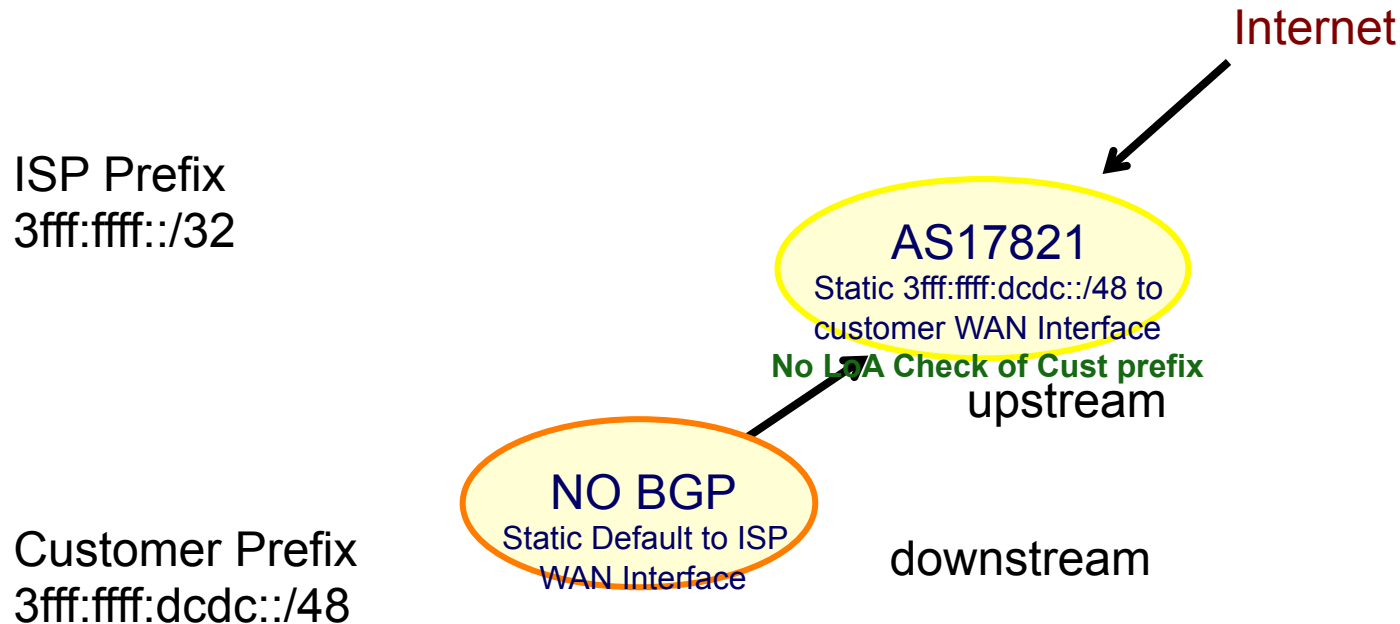 Internet
ISP Prefix
3fff:ffff::/32
AS17821
Static 3fff:ffff:dcdc::/48 to
customer WAN Interface
No LoA Check of Cust prefix
upstream
NO BGP
Static Default to ISP
WAN Interface
downstream
Customer Prefix
3fff:ffff:dcdc::/48